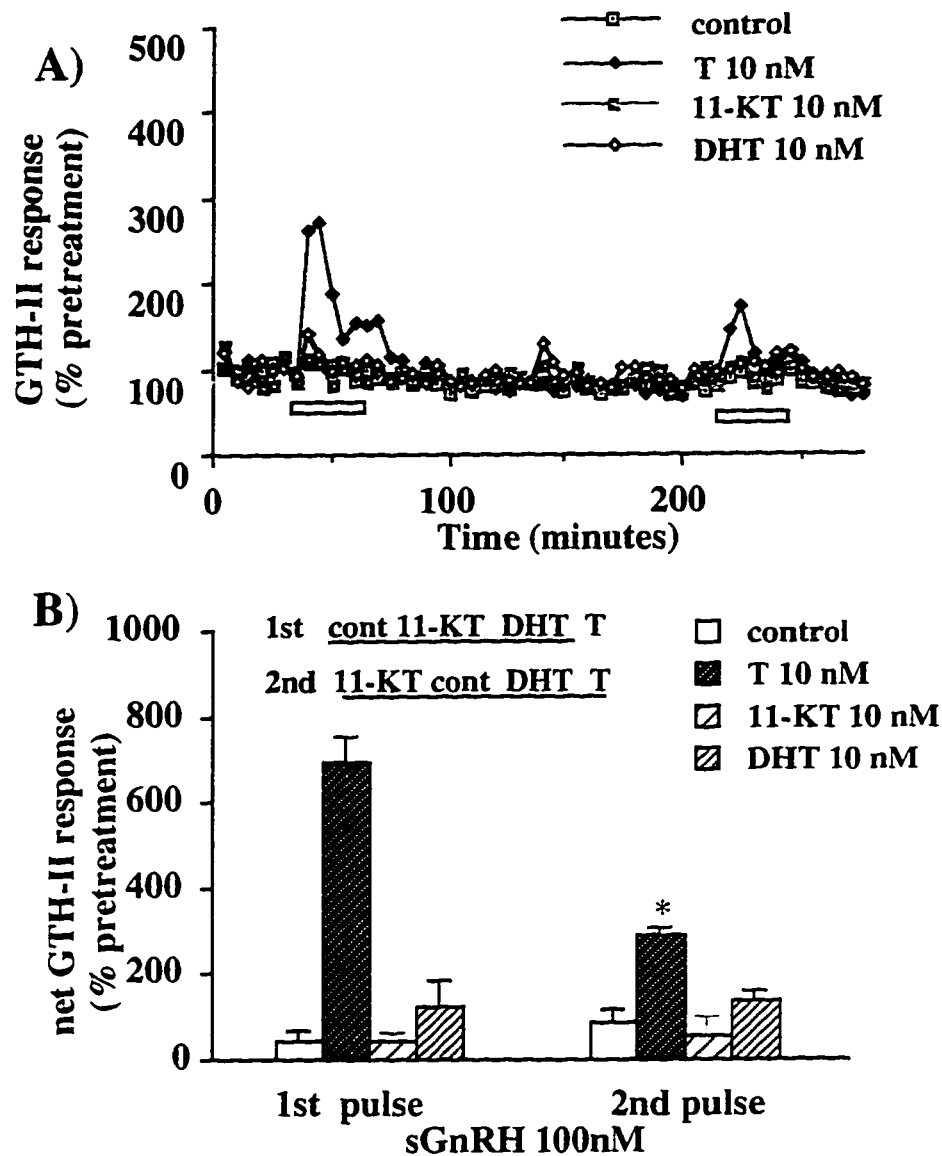 A)
GTH-II response
(% pretreatment)
500
400
300
200
100
0
0 100 200
Time (minutes)
control
T 10 nM
11-KT 10 nM
DHT 10 nM
B)
net GTH-II response
(% pretreatment)
1000
800
600
400
200
0
1st cont 11-KT DHT T
2nd 11-KT cont DHT T
control
T 10 nM
11-KT 10 nM
DHT 10 nM
*
1st pulse 2nd pulse
sGnRH 100nM